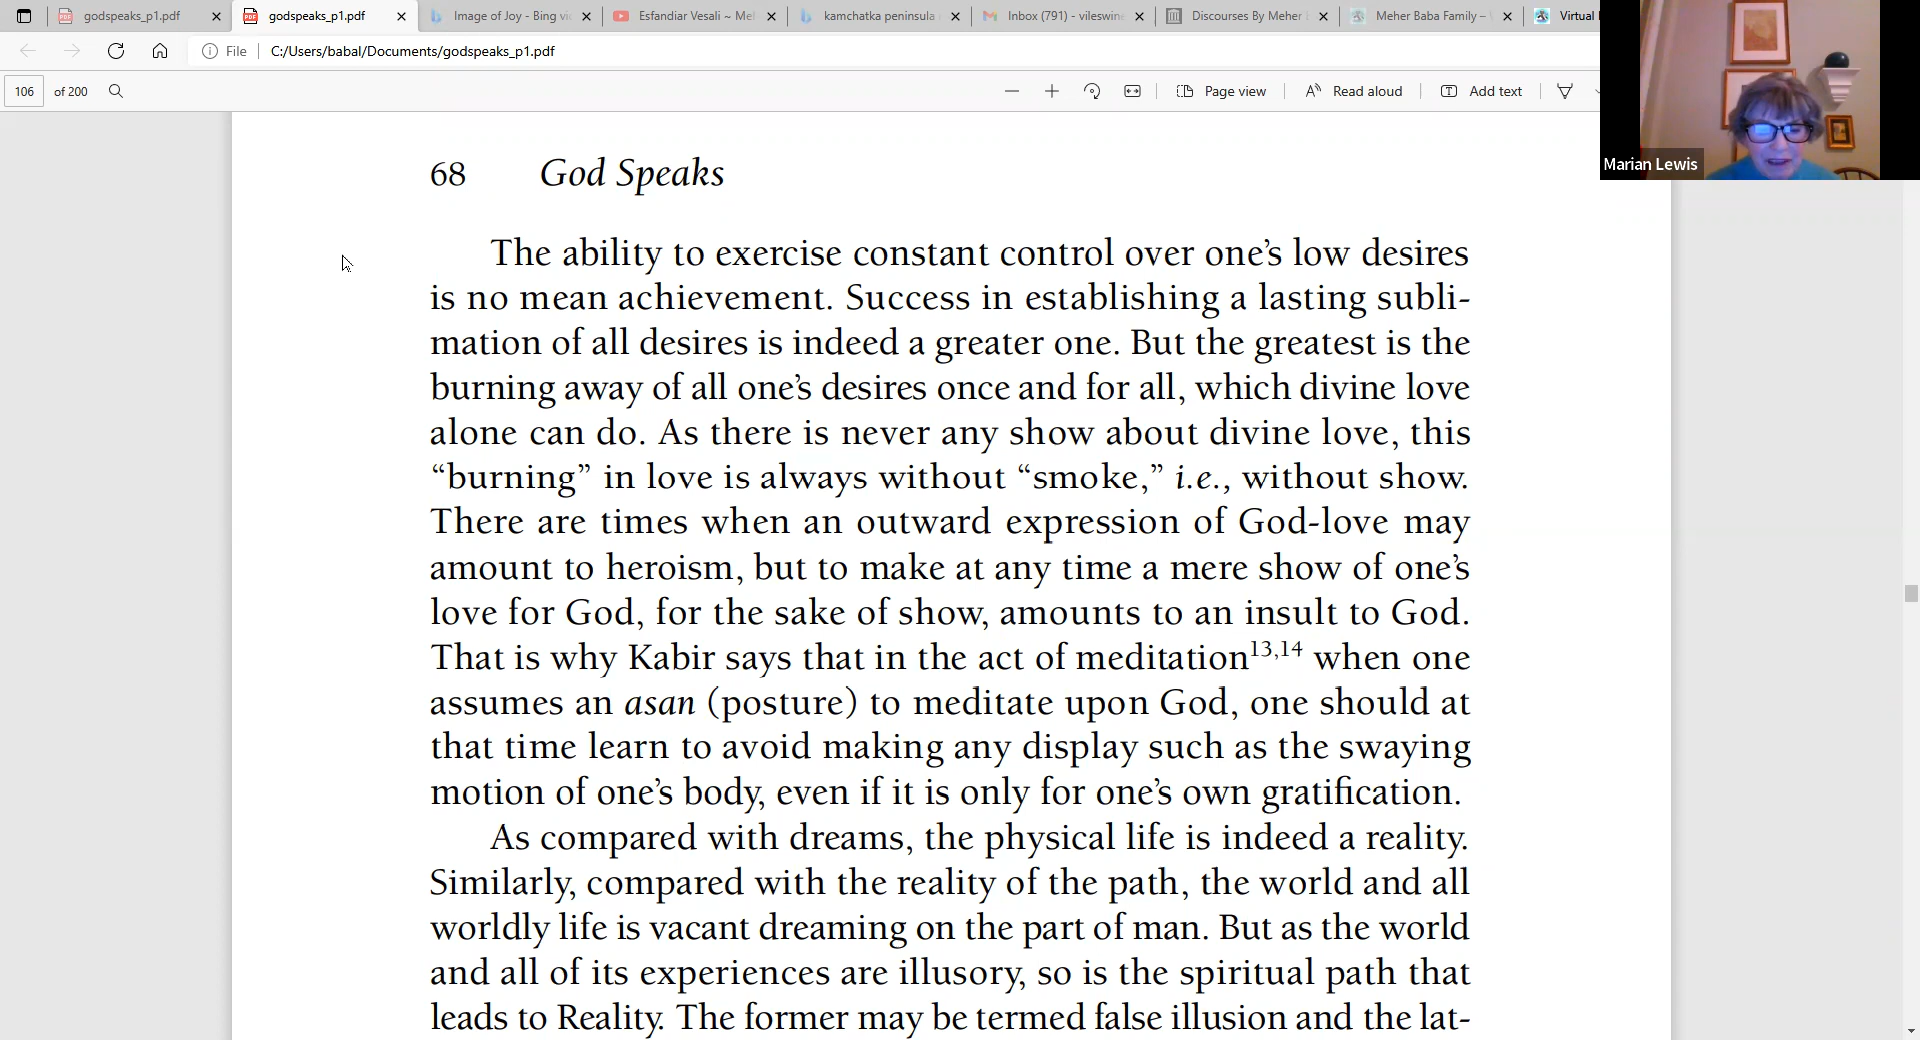 godspeaks_p1.pdf
godspeaks_p1.pdf
Image of Joy - Bing vi
Esfandiar Vesali ~ Me
kamchatka peninsula
Inbox (791) - vileswin
Discourses By Meher
Meher Baba Family –
Virtual
File
C:/Users/babal/Documents/godspeaks_p1.pdf
106 of 200
Page view
Read aloud
Add text
Marian Lewis
68 God Speaks
The ability to exercise constant control over one’s low desires
is no mean achievement. Success in establishing a lasting subli-
mation of all desires is indeed a greater one. But the greatest is the
burning away of all one’s desires once and for all, which divine love
alone can do. As there is never any show about divine love, this
“burning” in love is always without “smoke,” i.e., without show.
There are times when an outward expression of God-love may
amount to heroism, but to make at any time a mere show of one’s
love for God, for the sake of show, amounts to an insult to God.
That is why Kabir says that in the act of meditation13,14 when one
assumes an asan (posture) to meditate upon God, one should at
that time learn to avoid making any display such as the swaying
motion of one’s body, even if it is only for one’s own gratification.
As compared with dreams, the physical life is indeed a reality.
Similarly, compared with the reality of the path, the world and all
worldly life is vacant dreaming on the part of man. But as the world
and all of its experiences are illusory, so is the spiritual path that
leads to Reality. The former may be termed false illusion and the lat-